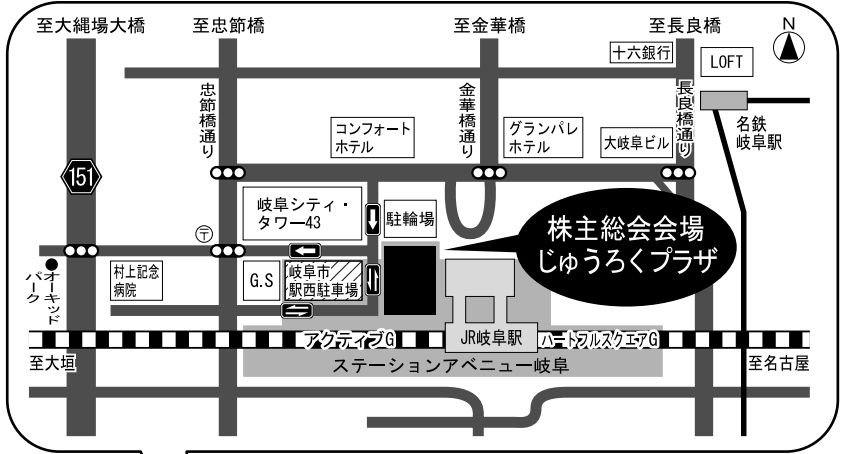 至大縄場大橋
至忠節橋
至金華橋
至長良橋
N
十六銀行
LOFT
忠節橋通り
金華橋通り
長良橋通り
名鉄
岐阜駅
コンフォート
ホテル
グランパレ
ホテル
大岐阜ビル
151
岐阜シティ・
タワー43
駐輪場
株主総会会場
じゅうろくプラザ
〒
オーキッド
パーク
村上記念
病院
G.S
岐阜市
駅西駐車場
アクティブG
JR岐阜駅
ハートフルスクエアG
至大垣
ステーションアベニュー岐阜
至名古屋